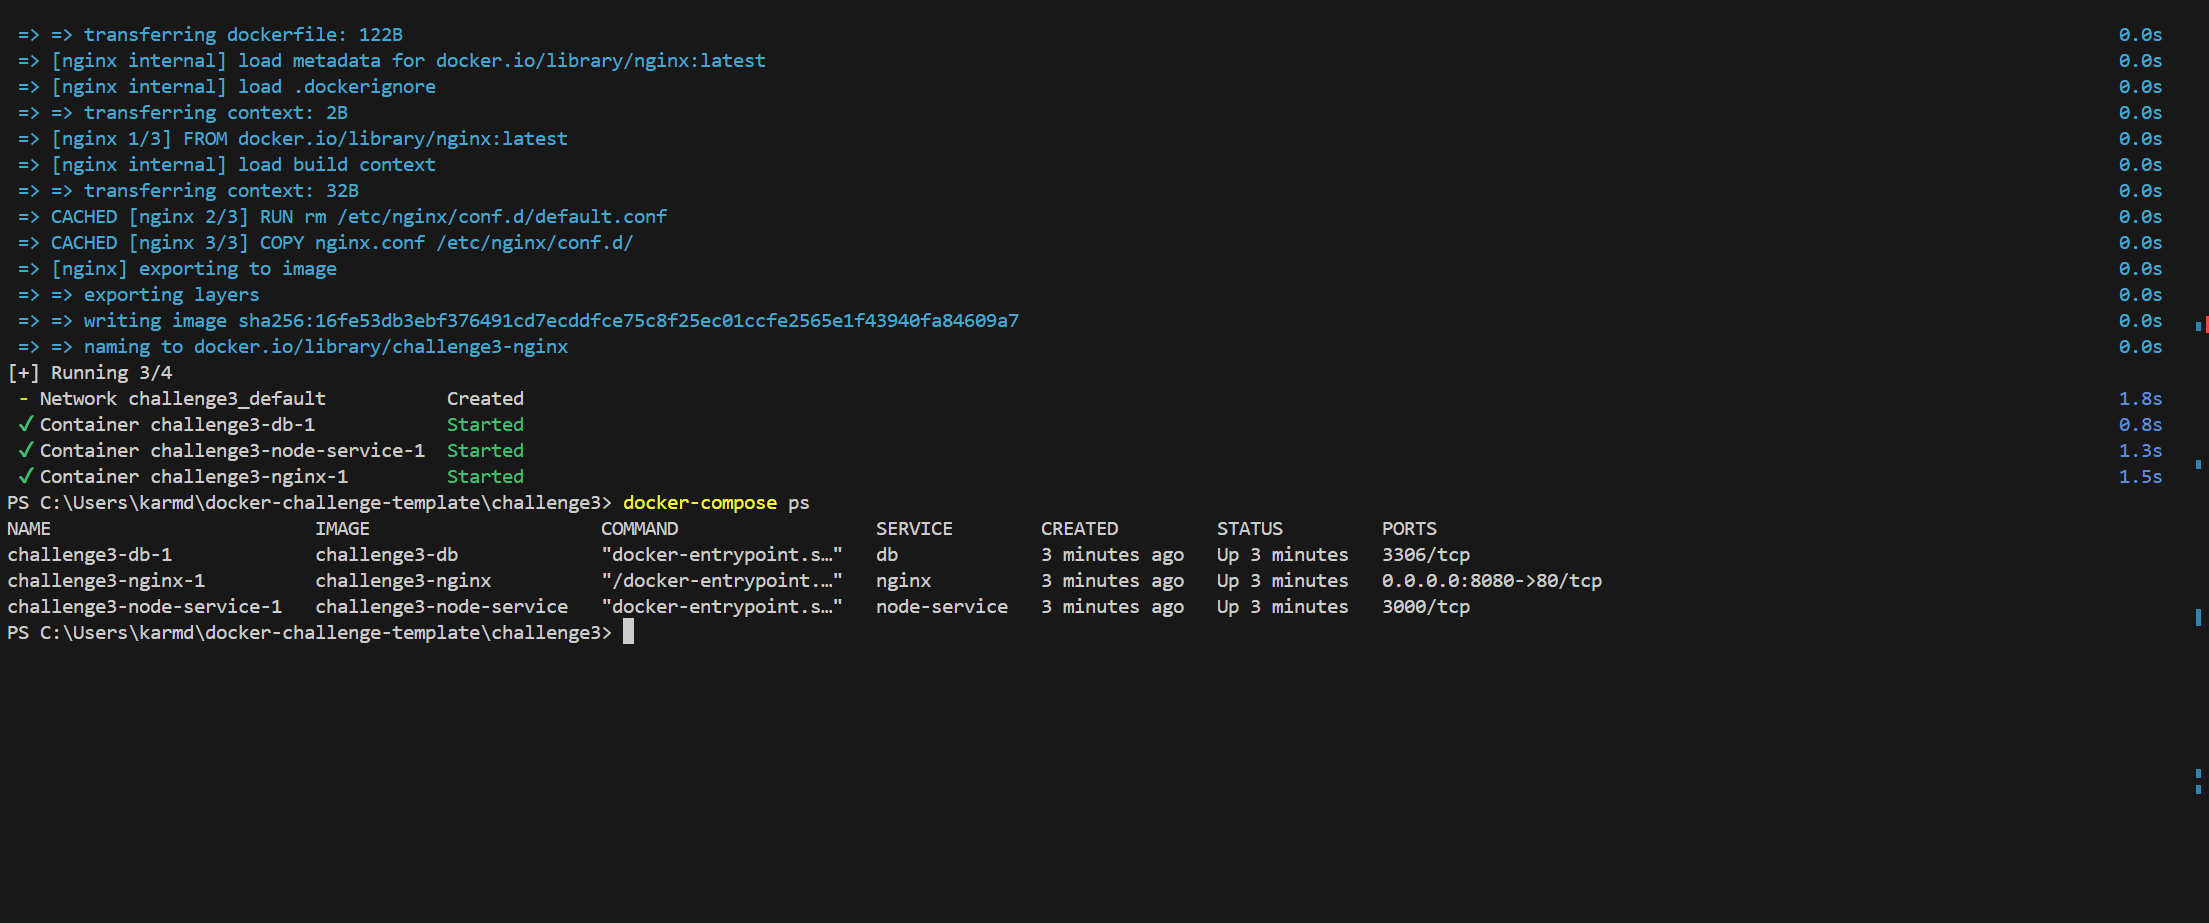 => => transferring dockerfile: 122B 0.0s
=> [nginx internal] load metadata for docker.io/library/nginx:latest 0.0s
=> [nginx internal] load .dockerignore 0.0s
=> => transferring context: 2B 0.0s
=> [nginx 1/3] FROM docker.io/library/nginx:latest 0.0s
=> [nginx internal] load build context 0.0s
=> => transferring context: 32B 0.0s
=> CACHED [nginx 2/3] RUN rm /etc/nginx/conf.d/default.conf 0.0s
=> CACHED [nginx 3/3] COPY nginx.conf /etc/nginx/conf.d/ 0.0s
=> [nginx] exporting to image 0.0s
=> => exporting layers 0.0s
=> => writing image sha256:16fe53db3ebf376491cd7ecddfce75c8f25ec01ccfe2565e1f43940fa84609a7 0.0s
=> => naming to docker.io/library/challenge3-nginx 0.0s
[+] Running 3/4
- Network challenge3_default Created 1.8s
✓ Container challenge3-db-1 Started 0.8s
✓ Container challenge3-node-service-1 Started 1.3s
✓ Container challenge3-nginx-1 Started 1.5s
PS C:\Users\karmd\docker-challenge-template\challenge3> docker-compose ps
NAME IMAGE COMMAND SERVICE CREATED STATUS PORTS
challenge3-db-1 challenge3-db "docker-entrypoint.s…" db 3 minutes ago Up 3 minutes 3306/tcp
challenge3-nginx-1 challenge3-nginx "/docker-entrypoint.…" nginx 3 minutes ago Up 3 minutes 0.0.0.0:8080->80/tcp
challenge3-node-service-1 challenge3-node-service "docker-entrypoint.s…" node-service 3 minutes ago Up 3 minutes 3000/tcp
PS C:\Users\karmd\docker-challenge-template\challenge3>